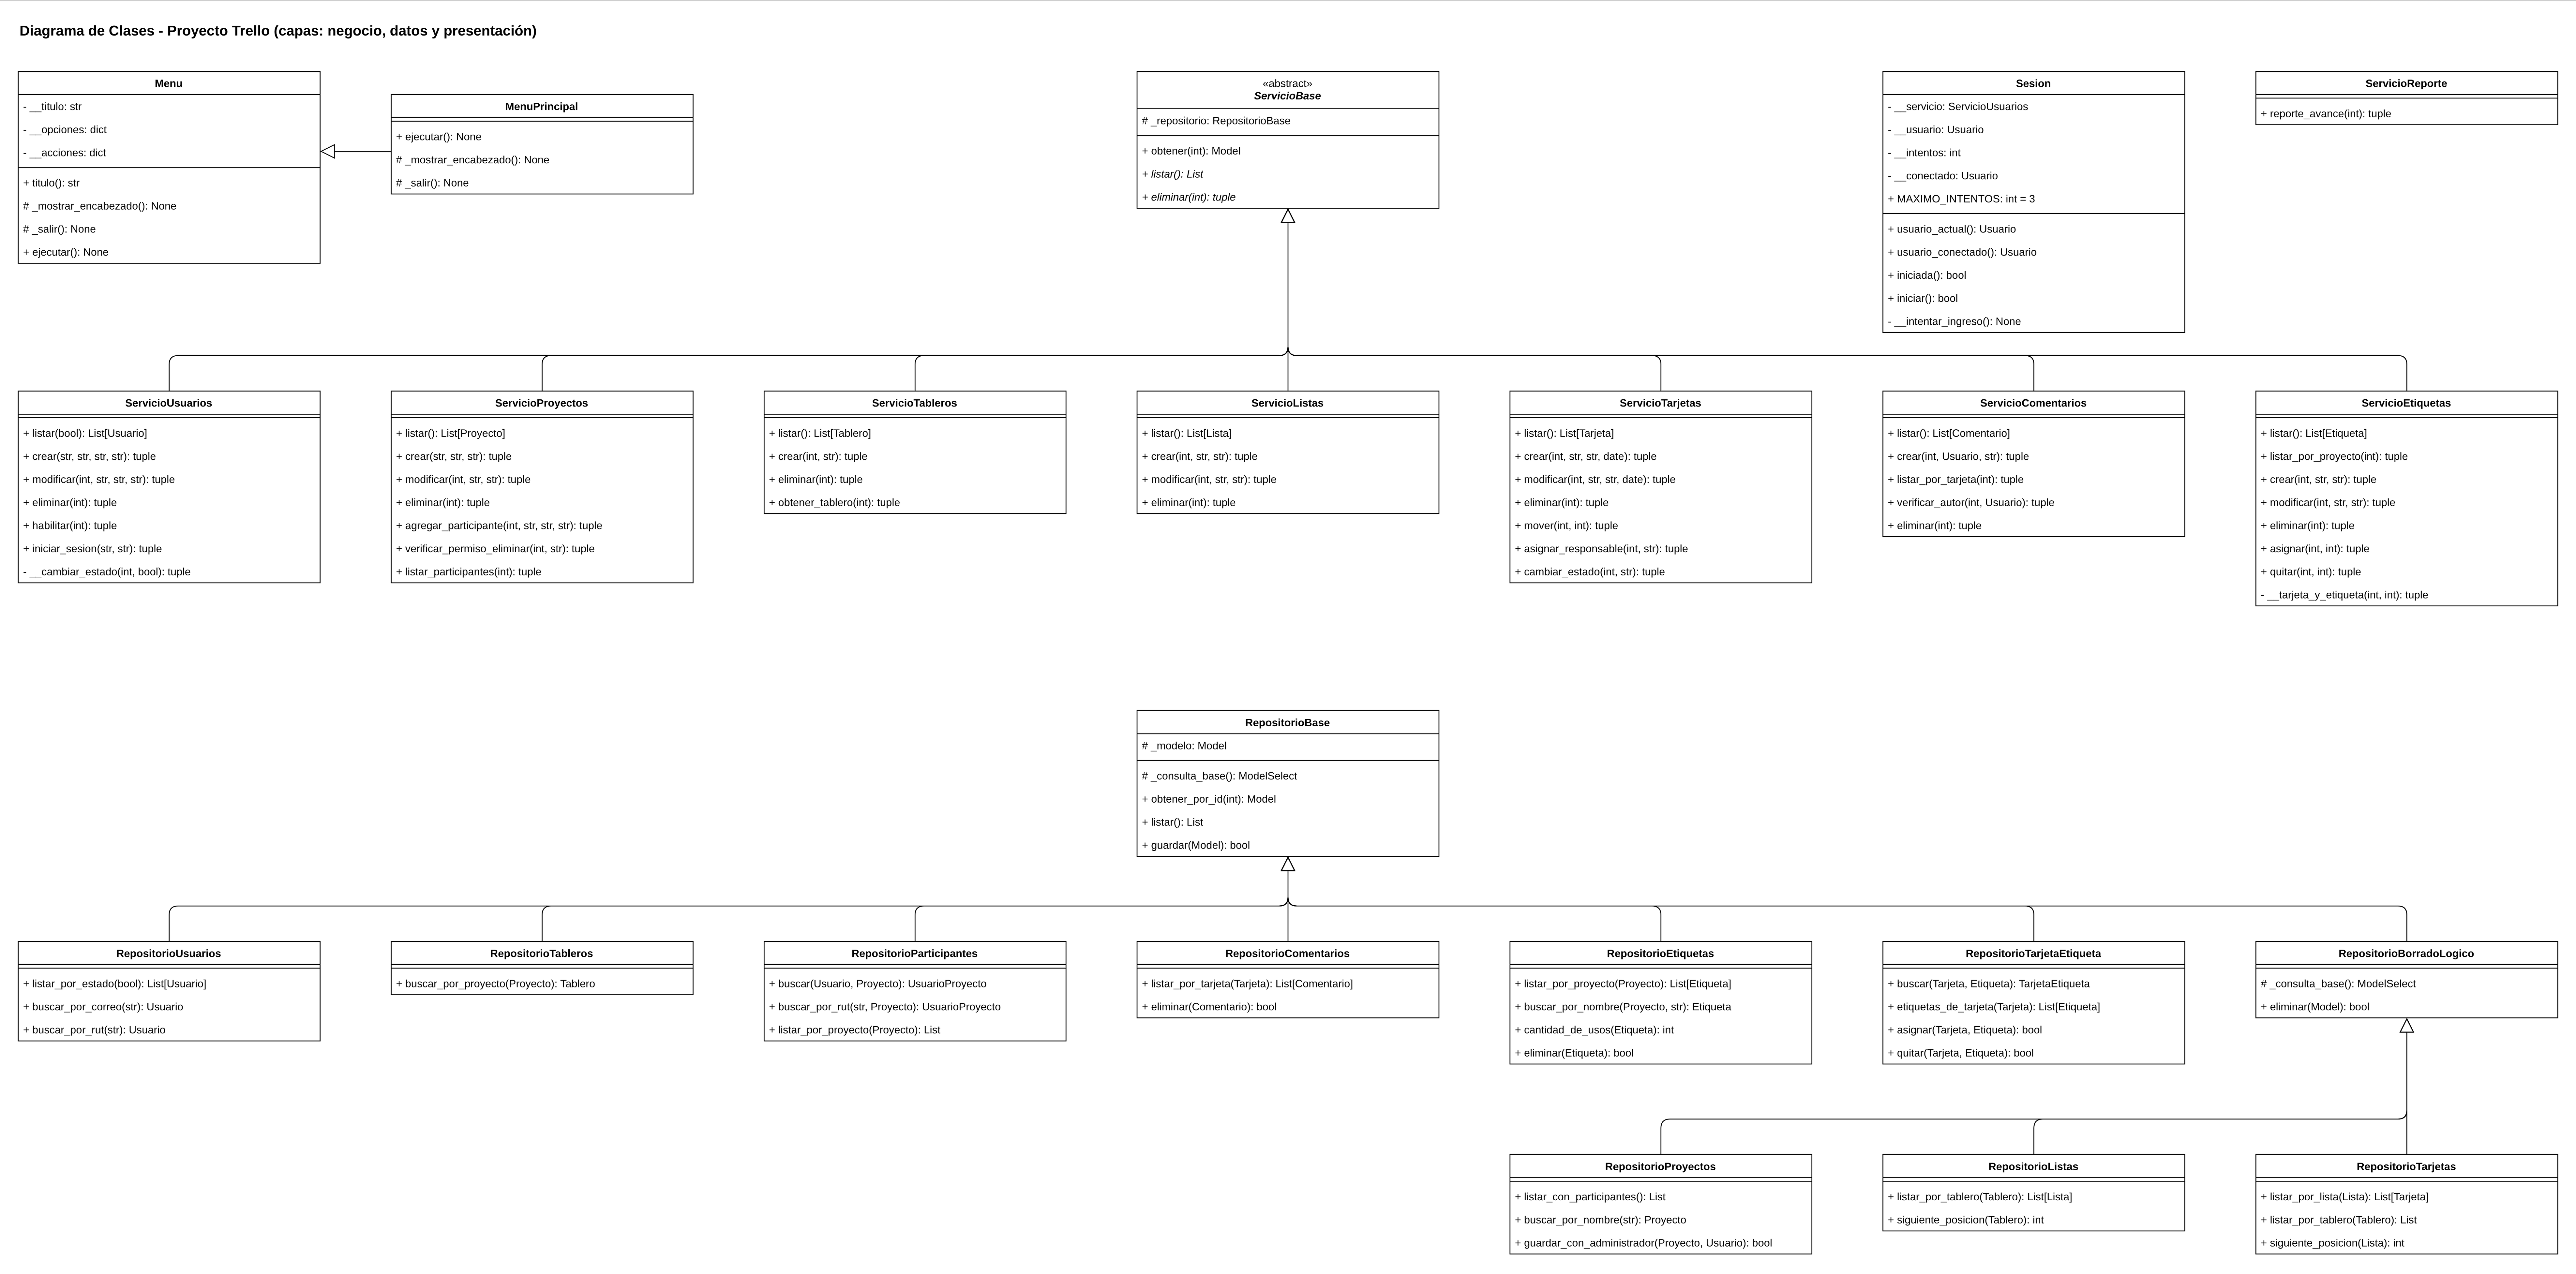 Diagrama de Clases - Proyecto Trello (capas: negocio, datos y presentación)
Menu
- __titulo: str
- __opciones: dict
- __acciones: dict
+ titulo(): str
# _mostrar_encabezado(): None
# _salir(): None
+ ejecutar(): None
MenuPrincipal
+ ejecutar(): None
# _mostrar_encabezado(): None
# _salir(): None
«abstract»
ServicioBase
# _repositorio: RepositorioBase
+ obtener(int): Model
+ listar(): List
+ eliminar(int): tuple
Sesion
- __servicio: ServicioUsuarios
- __usuario: Usuario
- __intentos: int
- __conectado: Usuario
+ MAXIMO_INTENTOS: int = 3
+ usuario_actual(): Usuario
+ usuario_conectado(): Usuario
+ iniciada(): bool
+ iniciar(): bool
- __intentar_ingreso(): None
ServicioReporte
+ reporte_avance(int): tuple
ServicioUsuarios
+ listar(bool): List[Usuario]
+ crear(str, str, str, str): tuple
+ modificar(int, str, str, str): tuple
+ eliminar(int): tuple
+ habilitar(int): tuple
+ iniciar_sesion(str, str): tuple
- __cambiar_estado(int, bool): tuple
ServicioProyectos
+ listar(): List[Proyecto]
+ crear(str, str, str): tuple
+ modificar(int, str, str): tuple
+ eliminar(int): tuple
+ agregar_participante(int, str, str, str): tuple
+ verificar_permiso_eliminar(int, str): tuple
+ listar_participantes(int): tuple
ServicioTableros
+ listar(): List[Tablero]
+ crear(int, str): tuple
+ eliminar(int): tuple
+ obtener_tablero(int): tuple
ServicioListas
+ listar(): List[Lista]
+ crear(int, str, str): tuple
+ modificar(int, str, str): tuple
+ eliminar(int): tuple
ServicioTarjetas
+ listar(): List[Tarjeta]
+ crear(int, str, str, date): tuple
+ modificar(int, str, str, date): tuple
+ eliminar(int): tuple
+ mover(int, int): tuple
+ asignar_responsable(int, str): tuple
+ cambiar_estado(int, str): tuple
ServicioComentarios
+ listar(): List[Comentario]
+ crear(int, Usuario, str): tuple
+ listar_por_tarjeta(int): tuple
+ verificar_autor(int, Usuario): tuple
+ eliminar(int): tuple
ServicioEtiquetas
+ listar(): List[Etiqueta]
+ listar_por_proyecto(int): tuple
+ crear(int, str, str): tuple
+ modificar(int, str, str): tuple
+ eliminar(int): tuple
+ asignar(int, int): tuple
+ quitar(int, int): tuple
- __tarjeta_y_etiqueta(int, int): tuple
RepositorioBase
# _modelo: Model
# _consulta_base(): ModelSelect
+ obtener_por_id(int): Model
+ listar(): List
+ guardar(Model): bool
RepositorioUsuarios
+ listar_por_estado(bool): List[Usuario]
+ buscar_por_correo(str): Usuario
+ buscar_por_rut(str): Usuario
RepositorioTableros
+ buscar_por_proyecto(Proyecto): Tablero
RepositorioParticipantes
+ buscar(Usuario, Proyecto): UsuarioProyecto
+ buscar_por_rut(str, Proyecto): UsuarioProyecto
+ listar_por_proyecto(Proyecto): List
RepositorioComentarios
+ listar_por_tarjeta(Tarjeta): List[Comentario]
+ eliminar(Comentario): bool
RepositorioEtiquetas
+ listar_por_proyecto(Proyecto): List[Etiqueta]
+ buscar_por_nombre(Proyecto, str): Etiqueta
+ cantidad_de_usos(Etiqueta): int
+ eliminar(Etiqueta): bool
RepositorioTarjetaEtiqueta
+ buscar(Tarjeta, Etiqueta): TarjetaEtiqueta
+ etiquetas_de_tarjeta(Tarjeta): List[Etiqueta]
+ asignar(Tarjeta, Etiqueta): bool
+ quitar(Tarjeta, Etiqueta): bool
RepositorioBorradoLogico
# _consulta_base(): ModelSelect
+ eliminar(Model): bool
RepositorioProyectos
+ listar_con_participantes(): List
+ buscar_por_nombre(str): Proyecto
+ guardar_con_administrador(Proyecto, Usuario): bool
RepositorioListas
+ listar_por_tablero(Tablero): List[Lista]
+ siguiente_posicion(Tablero): int
RepositorioTarjetas
+ listar_por_lista(Lista): List[Tarjeta]
+ listar_por_tablero(Tablero): List
+ siguiente_posicion(Lista): int